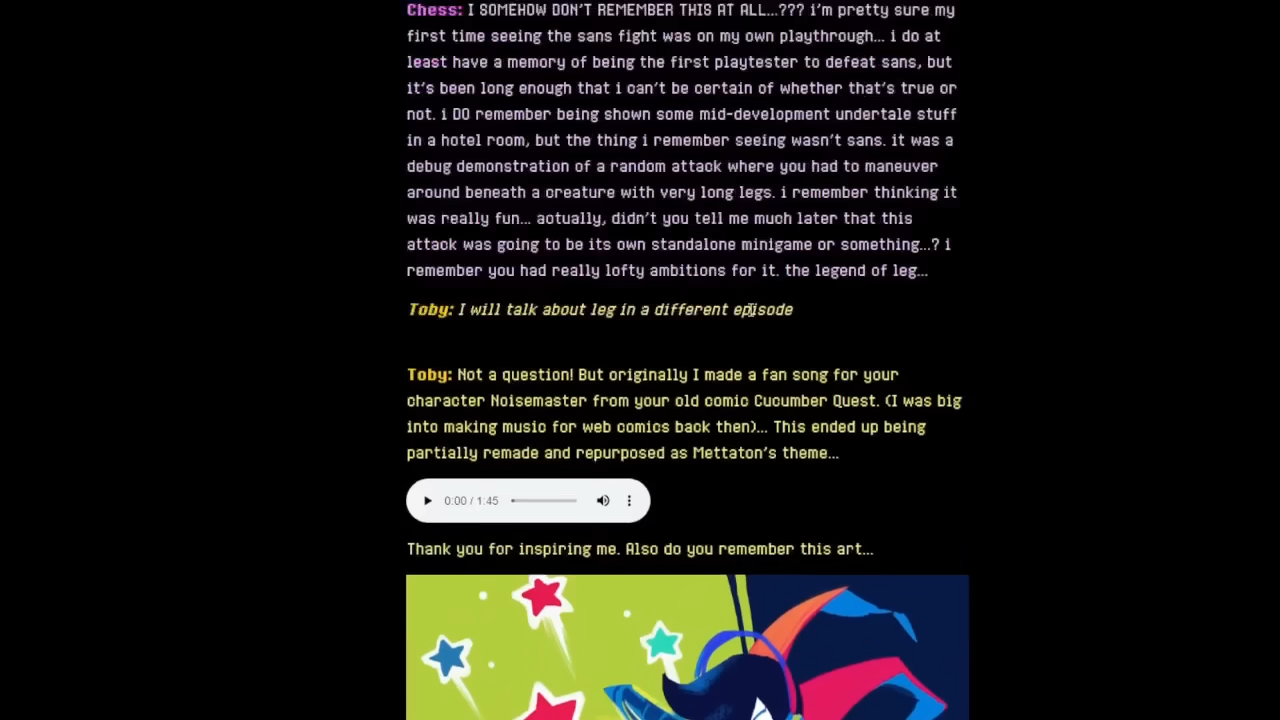 Chess: I SOMEHOW DON'T REMEMBER THIS AT ALL...??? i'm pretty sure my
first time seeing the sans fight was on my own playthrough... i do at
least have a memory of being the first playtester to defeat sans, but
it's been long enough that i can't be certain of whether that's true or
not. i DO remember being shown some mid-development undertale stuff
in a hotel room, but the thing i remember seeing wasn't sans. it was a
debug demonstration of a random attack where you had to maneuver
around beneath a creature with very long legs. i remember thinking it
was really fun... actually, didn't you tell me much later that this
attack was going to be its own standalone minigame or something...? i
remember you had really lofty ambitions for it. the legend of leg...
Toby: I will talk about leg in a different episode
Toby: Not a question! But originally I made a fan song for your
character Noisemaster from your old comic Cucumber Quest. (I was big
into making music for web comics back then)... This ended up being
partially remade and repurposed as Mettaton's theme...
0:00 / 1:45
Thank you for inspiring me. Also do you remember this art...